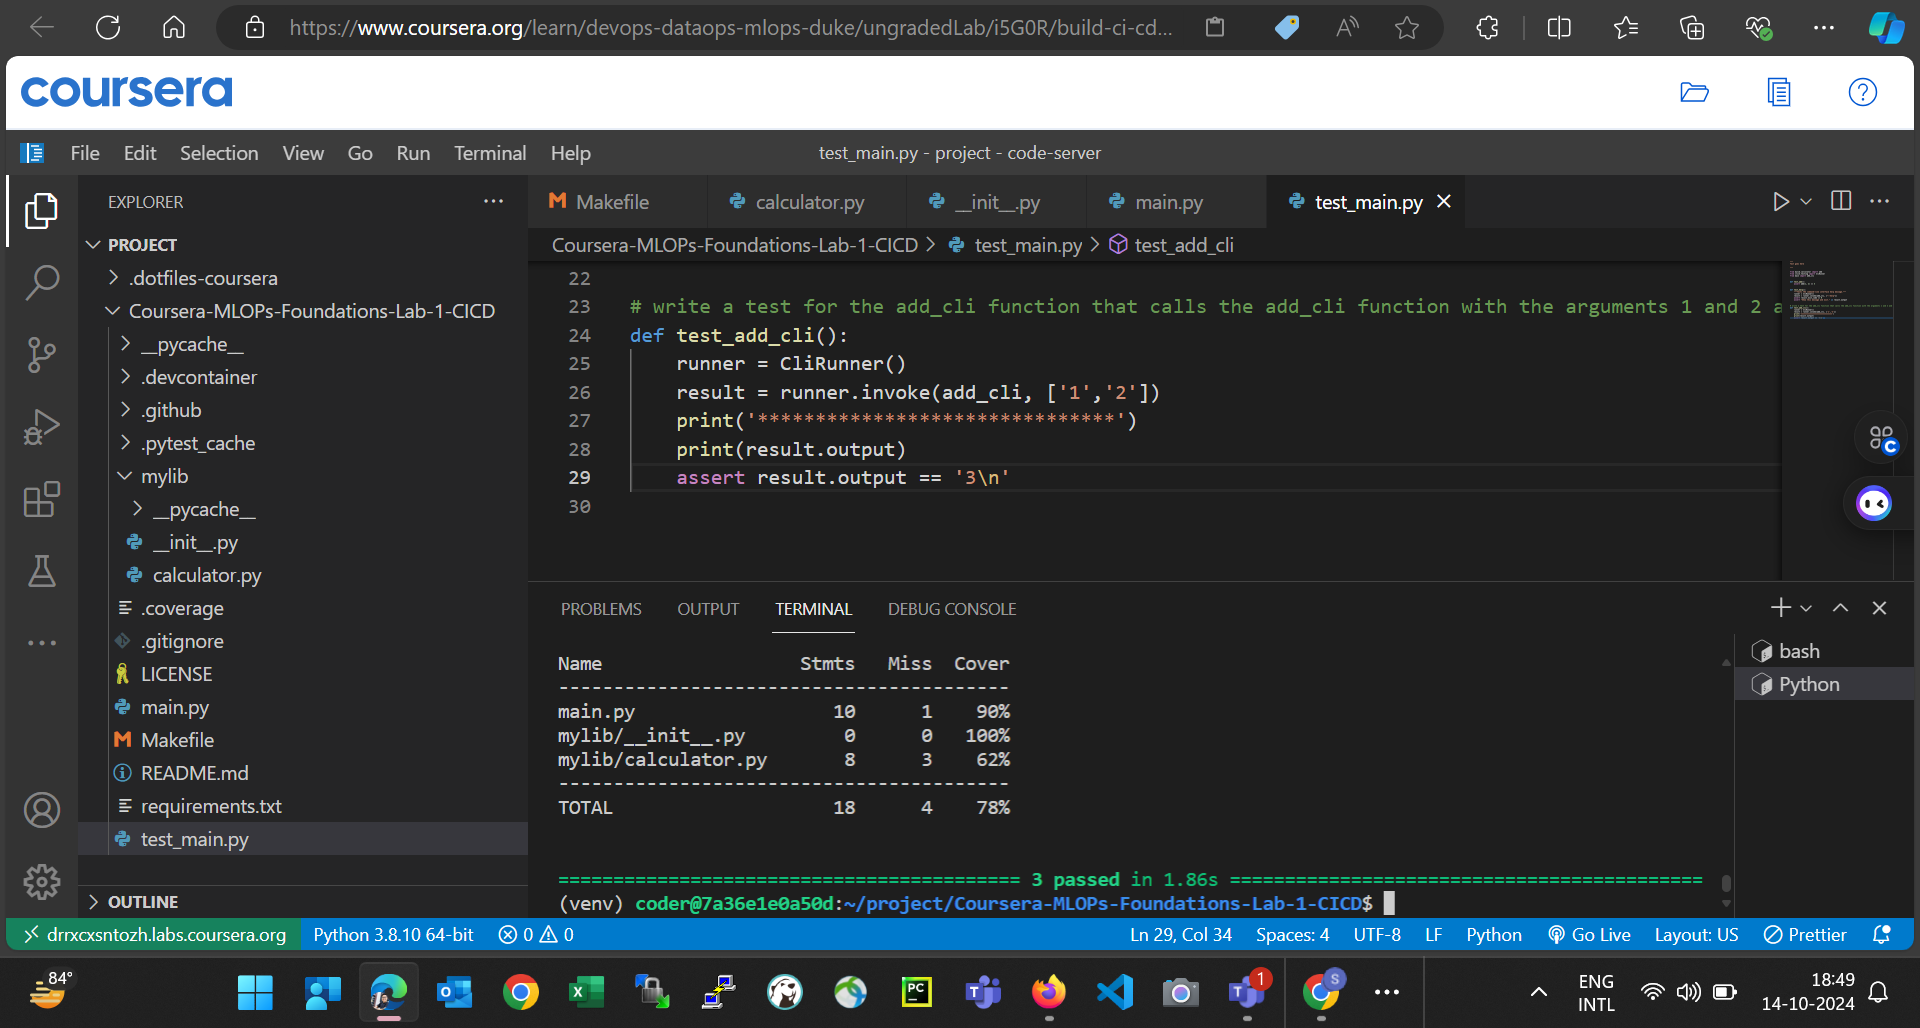 https://www.coursera.org/learn/devops-dataops-mlops-duke/ungradedLab/i5G0R/build-ci-cd...
coursera
File Edit Selection View Go Run Terminal Help
test_main.py - project - code-server
EXPLORER
PROJECT
.dotfiles-coursera
Coursera-MLOPs-Foundations-Lab-1-CICD
__pycache__
.devcontainer
.github
.pytest_cache
mylib
__pycache__
__init__.py
calculator.py
.coverage
.gitignore
LICENSE
main.py
Makefile
README.md
requirements.txt
test_main.py
OUTLINE
Makefile calculator.py __init__.py main.py test_main.py
Coursera-MLOPs-Foundations-Lab-1-CICD > test_main.py > test_add_cli
22
23 # write a test for the add_cli function that calls the add_cli function with the arguments 1 and 2 a
24 def test_add_cli():
25 runner = CliRunner()
26 result = runner.invoke(add_cli, ['1','2'])
27 print('*******************************')
28 print(result.output)
29 assert result.output == '3\n'
30
PROBLEMS OUTPUT TERMINAL DEBUG CONSOLE
bash
Python
Name Stmts Miss Cover
-----------------------------------------
main.py 10 1 90%
mylib/__init__.py 0 0 100%
mylib/calculator.py 8 3 62%
-----------------------------------------
TOTAL 18 4 78%
======================================== 3 passed in 1.86s =========================================
(venv) coder@7a36e1e0a50d:~/project/Coursera-MLOPs-Foundations-Lab-1-CICD$
drrxcxsntozh.labs.coursera.org Python 3.8.10 64-bit 0 0 Ln 29, Col 34 Spaces: 4 UTF-8 LF Python Go Live Layout: US Prettier
84°
1
S
ENG
INTL
18:49
14-10-2024